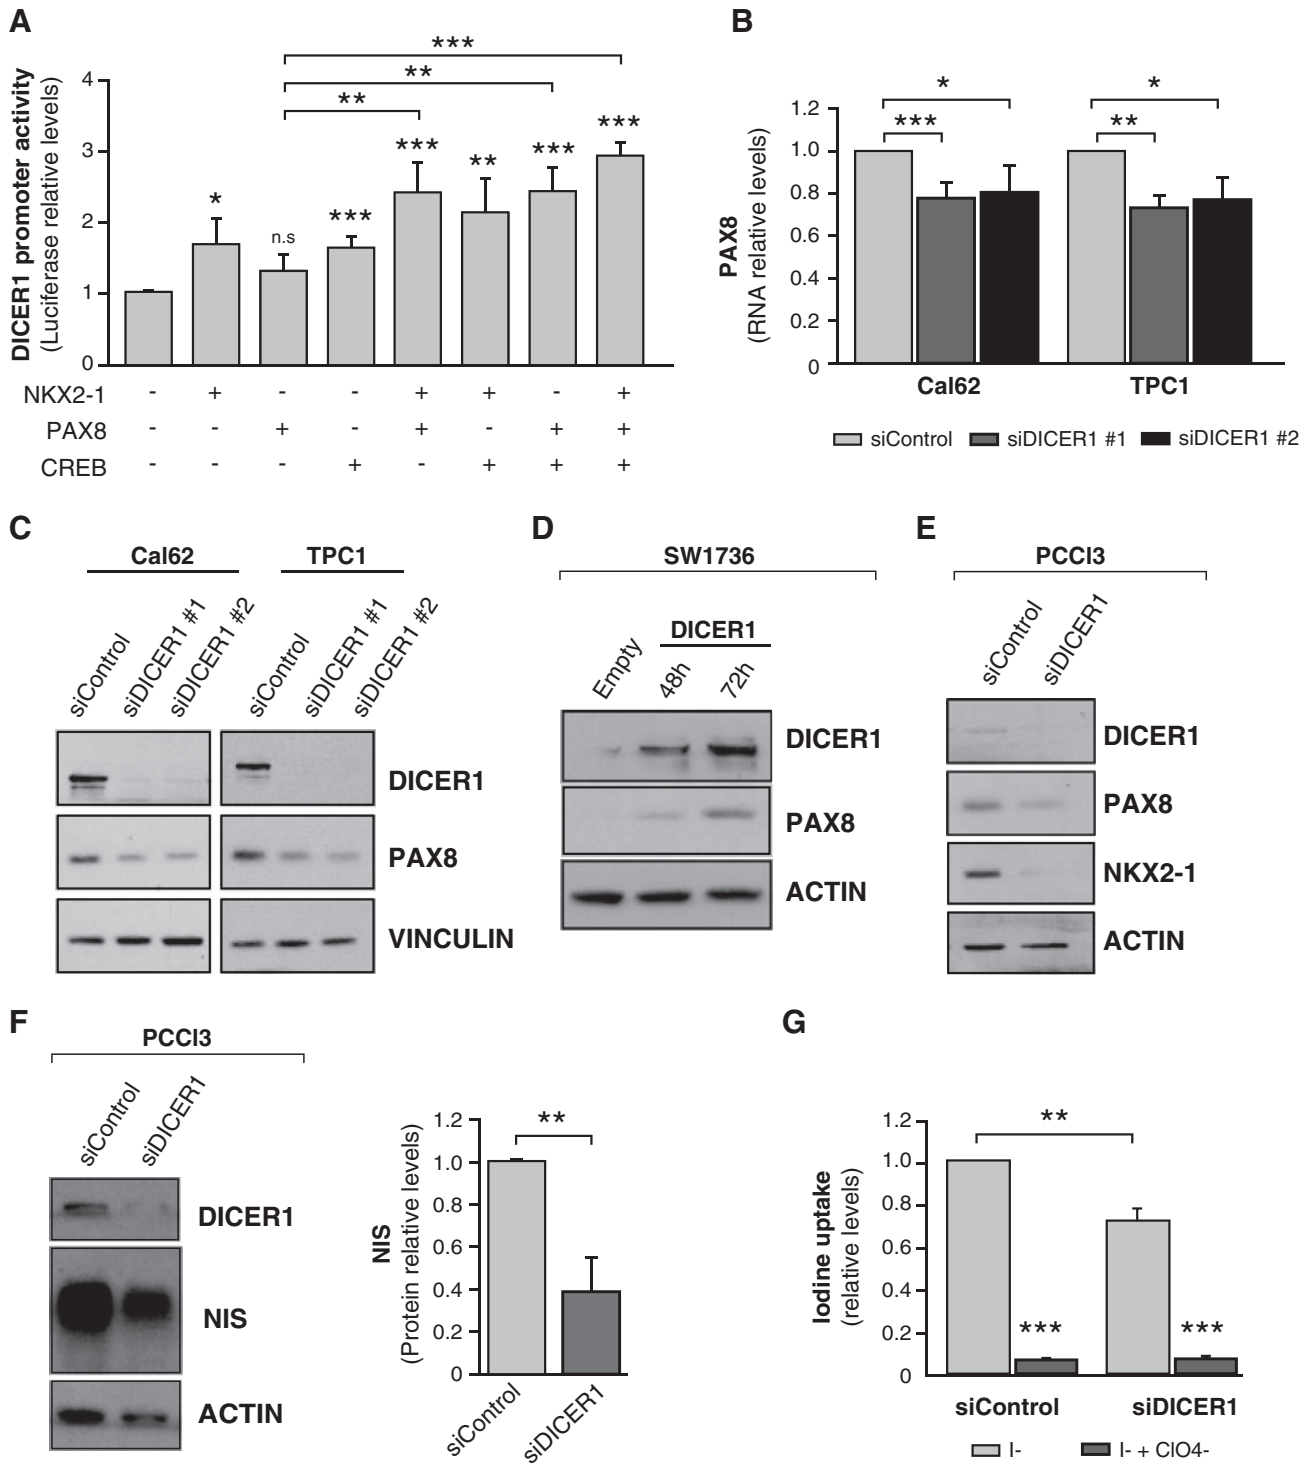 A
DICER1 promoter activity
(Luciferase relative levels)
4
3
2
1
0
***
**
**
*
n.s
***
***
**
***
***
NKX2-1 - + - - + + - +
PAX8 - - + - + - + +
CREB - - - + - + + +
B
PAX8
(RNA relative levels)
1.2
1.0
0.8
0.6
0.4
0.2
0
*
***
*
**
Cal62 TPC1
siControl siDICER1 #1 siDICER1 #2
C
Cal62 TPC1
siControl siDICER1 #1 siDICER1 #2 siControl siDICER1 #1 siDICER1 #2
DICER1
PAX8
VINCULIN
D
SW1736
DICER1
Empty 48h 72h
DICER1
PAX8
ACTIN
E
PCCl3
siControl siDICER1
DICER1
PAX8
NKX2-1
ACTIN
F
PCCl3
siControl siDICER1
DICER1
NIS
ACTIN
NIS
(Protein relative levels)
1.2
1.0
0.8
0.6
0.4
0.2
0
**
siControl siDICER1
G
Iodine uptake
(relative levels)
1.2
1.0
0.8
0.6
0.4
0.2
0
**
*** ***
siControl siDICER1
I- I- + ClO4-